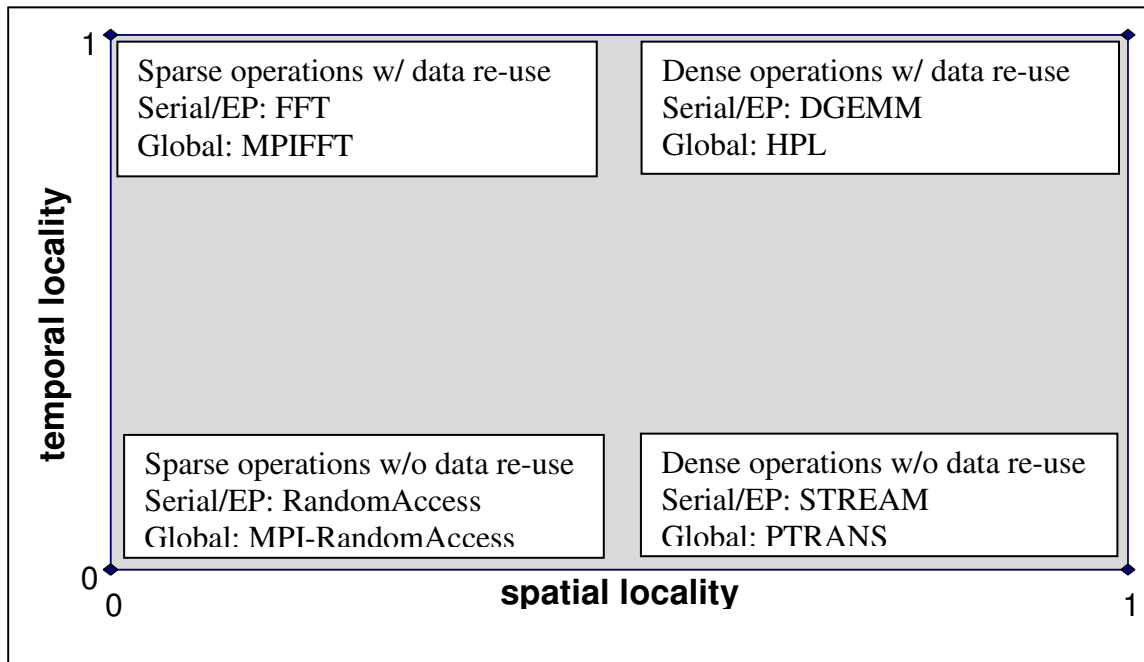 1
Sparse operations w/ data re-use
Serial/EP: FFT
Global: MPIFFT
Dense operations w/ data re-use
Serial/EP: DGEMM
Global: HPL
temporal locality
Sparse operations w/o data re-use
Serial/EP: RandomAccess
Global: MPI-RandomAccess
Dense operations w/o data re-use
Serial/EP: STREAM
Global: PTRANS
0
0
spatial locality
1